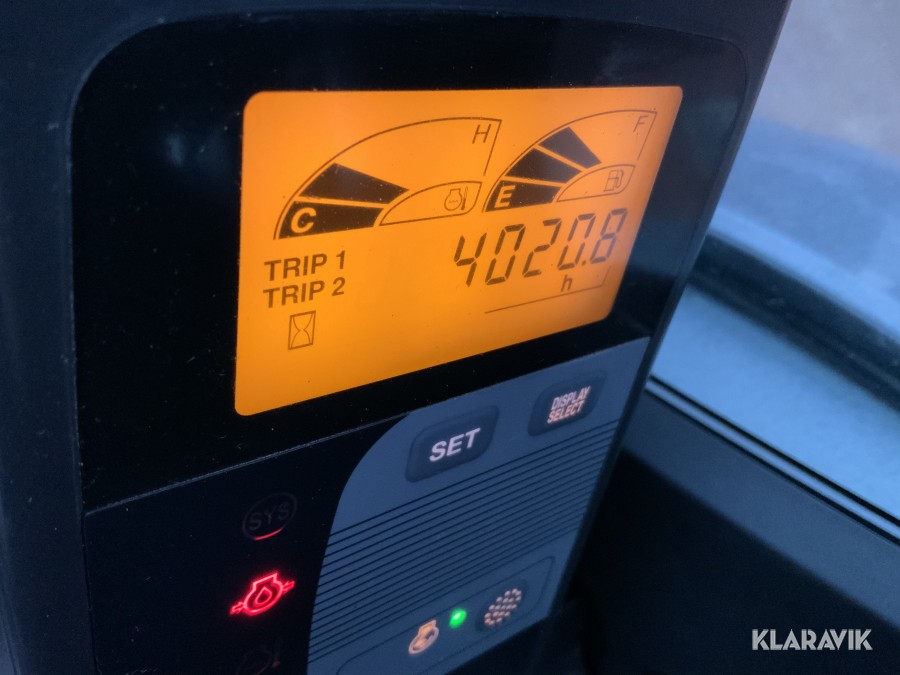 H
F
C
E
4020.8
TRIP 1
TRIP 2
h
DISPLAY
SELECT
SET
SYS
KLARAVIK